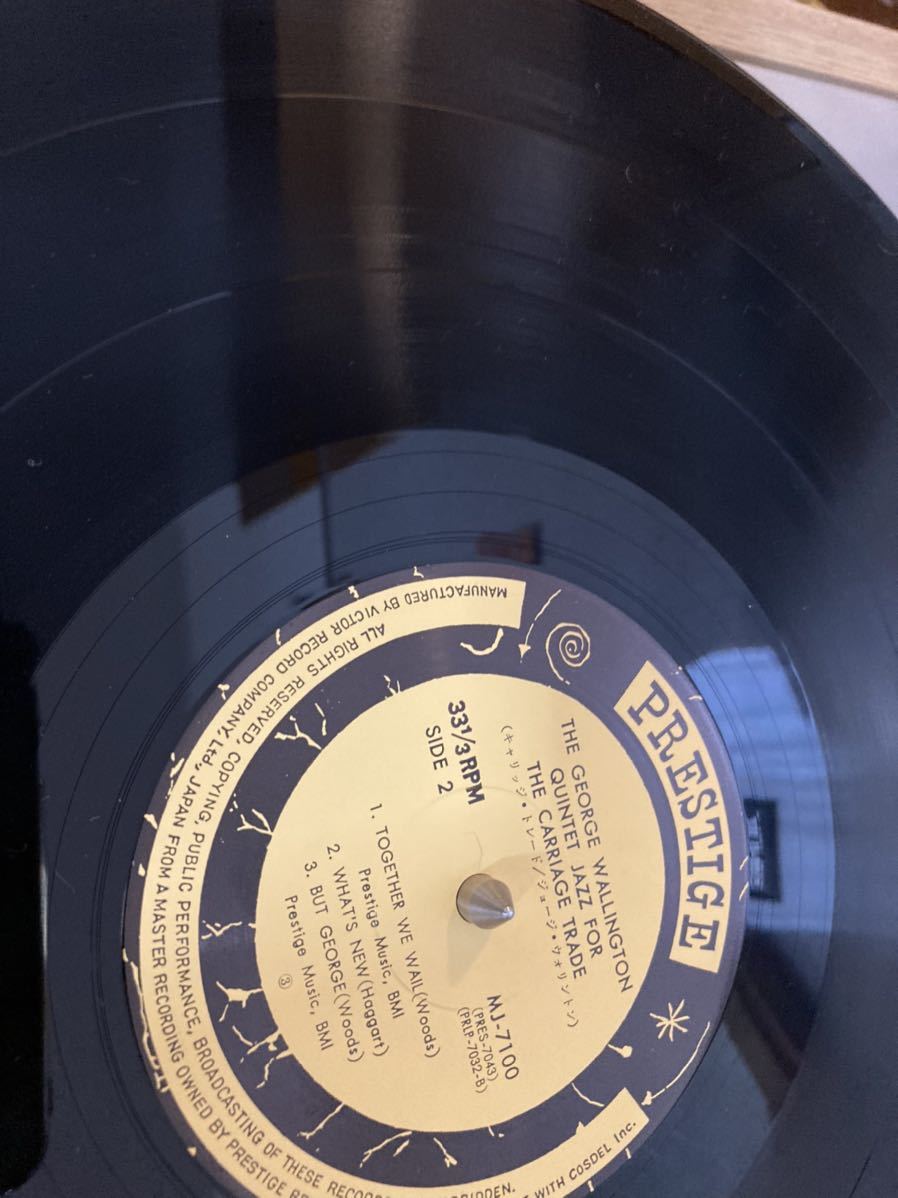 PRESTIGE
THE GEORGE WALLINGTON
QUINTET JAZZ FOR
THE CARRIAGE TRADE
(キャリッジ・トレード/ジョージ・ウォリントン)
33 1/3 RPM
SIDE 2
MJ-7100
(PRES-7043)
(PRLP-7032-B)
1. TOGETHER WE WAIL (Woods)
Prestige Music, BMI
2. WHAT'S NEW (Haggart)
3. BUT GEORGE (Woods)
Prestige Music, BMI
③
MANUFACTURED BY VICTOR RECORD COMPANY, Ltd., JAPAN FROM A MASTER RECORDING OWNED BY PRESTIGE
WITH COSDEL Inc.
ALL RIGHTS RESERVED, COPYING, PUBLIC PERFORMANCE, BROADCASTING OF THESE